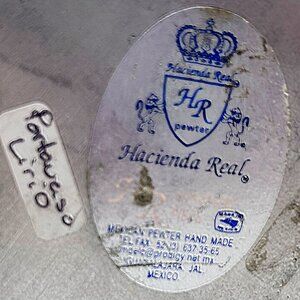 Hacienda Real
HR
pewter
Hacienda Real
MEXICAN PEWTER HAND MADE
TEL FAX 52 (3) 637 35 65
JAL.
MEXICO.
Lirio